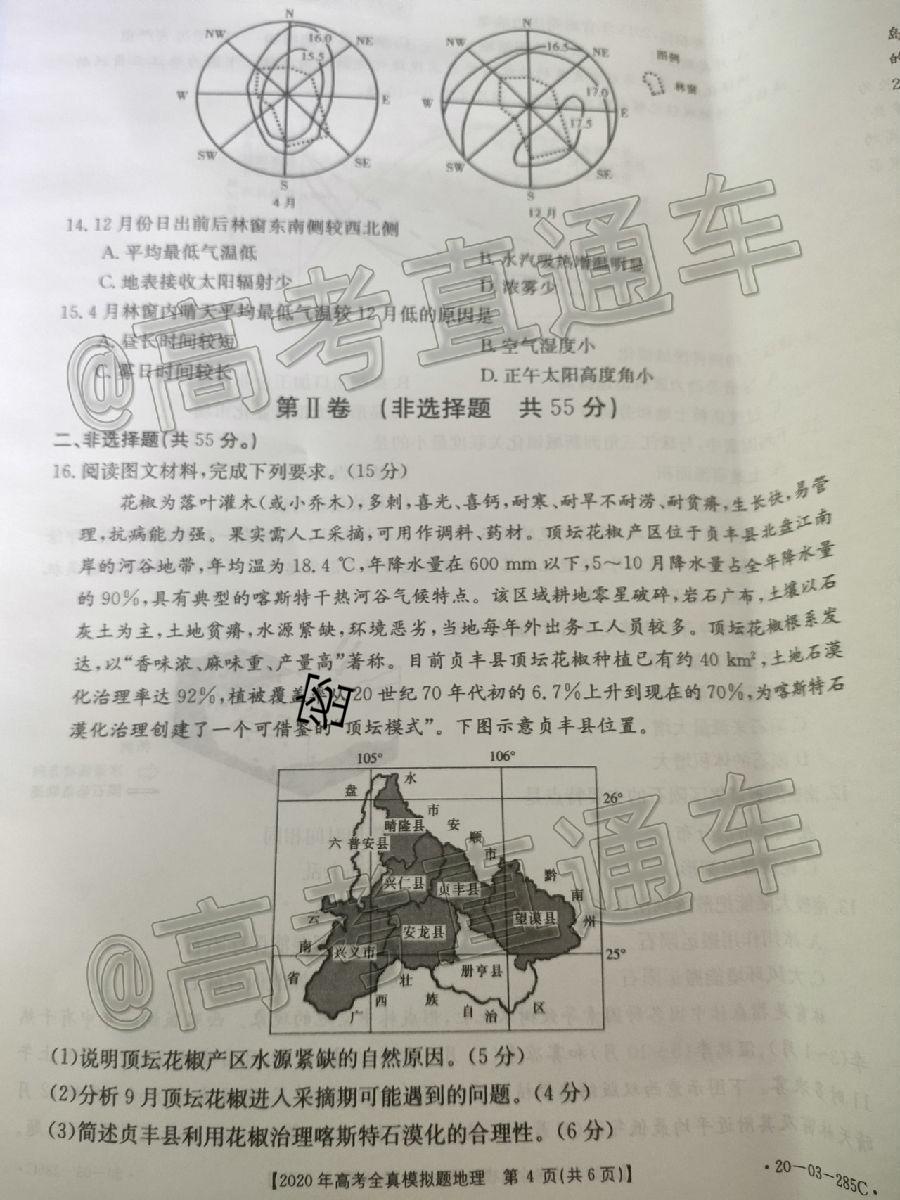 N
NW
NE
W
E
SW
SE
S
16.0
15.5
4月
N
NW
NE
W
E
SW
SE
S
16.5
17.0
17.5
12月
图例
林窗
14.12月份日出前后林窗东南侧较西北侧
A.平均最低气温低
B.水汽吸热增温明显
C.地表接收太阳辐射少
D.浓雾少
15.4月林窗内晴天平均最低气温较12月低的原因是
A.昼长时间较短
B.空气湿度小
C.雾日时间较长
D.正午太阳高度角小
第Ⅱ卷 (非选择题 共55分)
二、非选择题(共55分。)
16.阅读图文材料,完成下列要求。(15分)
花椒为落叶灌木(或小乔木),多刺,喜光、喜钙,耐寒、耐旱不耐涝、耐贫瘠,生长快,易管
理,抗病能力强。果实需人工采摘,可用作调料、药材。顶坛花椒产区位于贞丰县北盘江南
岸的河谷地带,年均温为18.4℃,年降水量在600mm以下,5~10月降水量占全年降水量
的90%,具有典型的喀斯特干热河谷气候特点。该区域耕地零星破碎,岩石广布,土壤以石
灰土为主,土地贫瘠,水源紧缺,环境恶劣,当地每年外出务工人员较多。顶坛花椒根系发
达,以“香味浓、麻味重、产量高”著称。目前贞丰县顶坛花椒种植已有约40km²,土地石漠
化治理率达92%,植被覆盖 20世纪70年代初的6.7%上升到现在的70%,为喀斯特石
漠化治理创建了一个可借鉴的“顶坛模式”。下图示意贞丰县位置。
105° 106°
26°
25°
六
盘
水
市
安
顺
市
黔
南
州
云
南
省
广
西
壮
族
自
治
区
晴隆县
普安县
兴仁县
贞丰县
望谟县
安龙县
兴义市
册亨县
(1)说明顶坛花椒产区水源紧缺的自然原因。(5分)
(2)分析9月顶坛花椒进入采摘期可能遇到的问题。(4分)
(3)简述贞丰县利用花椒治理喀斯特石漠化的合理性。(6分)
【2020年高考全真模拟题地理 第4页(共6页)】
·20-03-285C·
@高考直通车
@高考直通车
密